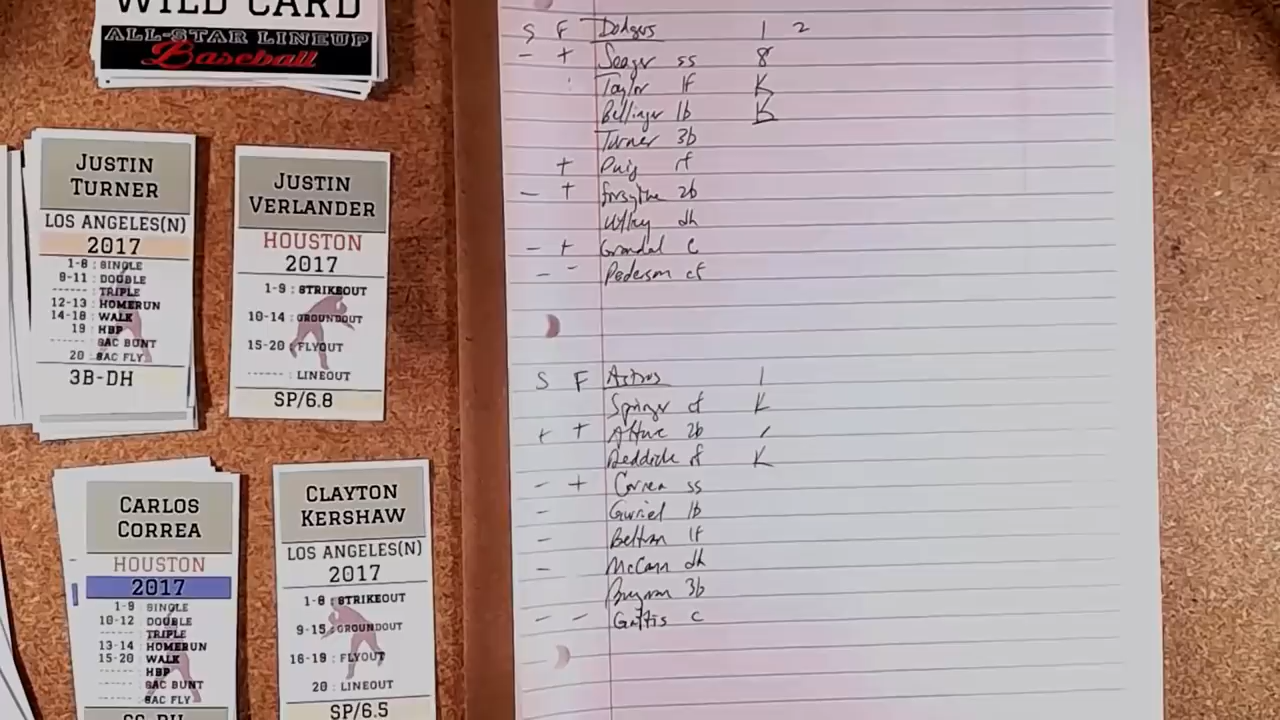 WILD CARD
ALL-STAR LINEUP
Baseball
JUSTIN
TURNER
LOS ANGELES(N)
2017
1-8 : SINGLE
9-11 : DOUBLE
------ : TRIPLE
12-13 : HOMERUN
14-18 : WALK
19 : HBP
------ : SAC BUNT
20 : SAC FLY
3B-DH
JUSTIN
VERLANDER
HOUSTON
2017
1-9 : STRIKEOUT
10-14 : GROUNDOUT
15-20 : FLYOUT
------ : LINEOUT
SP/6.8
CARLOS
CORREA
HOUSTON
2017
1-9 : SINGLE
10-12 : DOUBLE
------ : TRIPLE
13-14 : HOMERUN
15-20 : WALK
------ : HBP
------ : SAC BUNT
------ : SAC FLY
SS-DH
CLAYTON
KERSHAW
LOS ANGELES(N)
2017
1-8 : STRIKEOUT
9-15 : GROUNDOUT
16-19 : FLYOUT
20 : LINEOUT
SP/6.5
S F Dodgers 1 2
- + Seager ss 8
Taylor lf K
Bellinger 1b K
Turner 3b
+ Puig rf
- + Forsythe 2b
Utley dh
- + Grandal c
- - Pederson cf
S F Astros 1
Springer cf K
+ + Altuve 2b /
Reddick rf K
- + Correa ss
- Gurriel 1b
- Beltran lf
- McCann dh
Bregman 3b
- - Gattis c